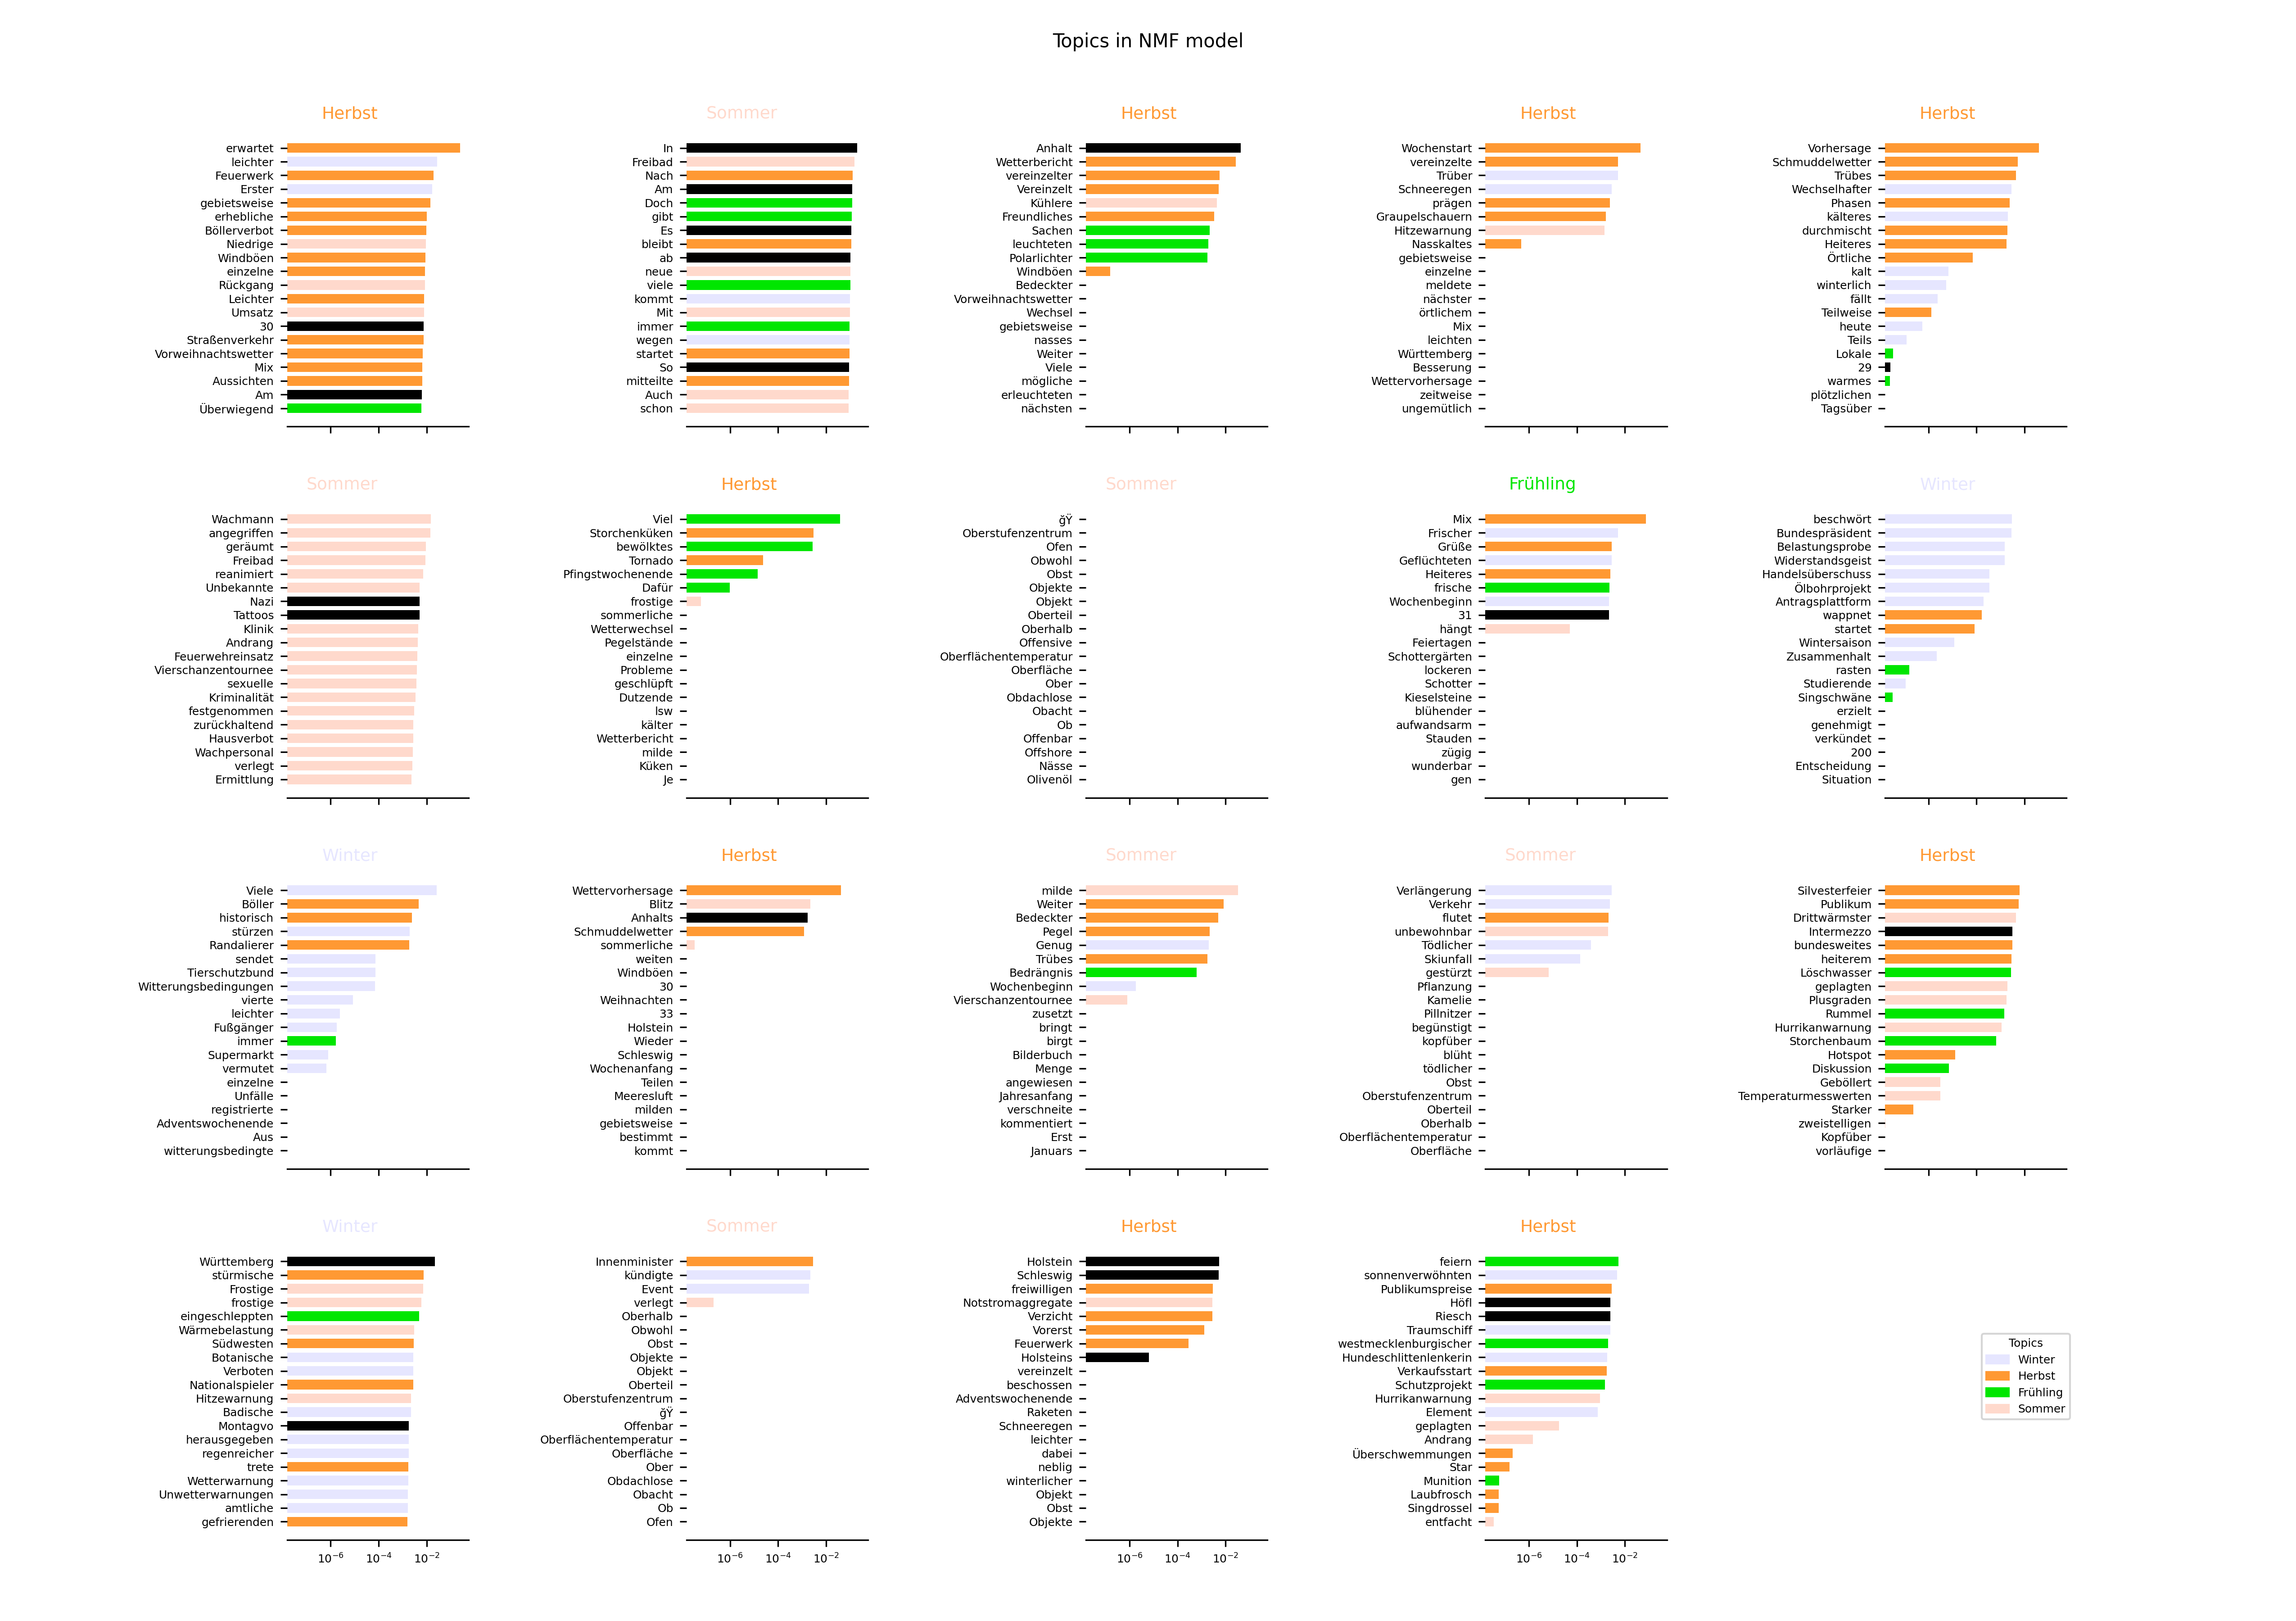 Topics in NMF model
Herbst
erwartet
leichter
Feuerwerk
Erster
gebietsweise
erhebliche
Böllerverbot
Niedrige
Windböen
einzelne
Rückgang
Leichter
Umsatz
30
Straßenverkehr
Vorweihnachtswetter
Mix
Aussichten
Am
Überwiegend
Sommer
In
Freibad
Nach
Am
Doch
gibt
Es
bleibt
ab
neue
viele
kommt
Mit
immer
wegen
startet
So
mitteilte
Auch
schon
Herbst
Anhalt
Wetterbericht
vereinzelter
Vereinzelt
Kühlere
Freundliches
Sachen
leuchteten
Polarlichter
Windböen
Bedeckter
Vorweihnachtswetter
Wechsel
gebietsweise
nasses
Weiter
Viele
mögliche
erleuchteten
nächsten
Herbst
Wochenstart
vereinzelte
Trüber
Schneeregen
prägen
Graupelschauern
Hitzewarnung
Nasskaltes
gebietsweise
einzelne
meldete
nächster
örtlichem
Mix
leichten
Württemberg
Besserung
Wettervorhersage
zeitweise
ungemütlich
Herbst
Vorhersage
Schmuddelwetter
Trübes
Wechselhafter
Phasen
kälteres
durchmischt
Heiteres
Örtliche
kalt
winterlich
fällt
Teilweise
heute
Teils
Lokale
29
warmes
plötzlichen
Tagsüber
Sommer
Wachmann
angegriffen
geräumt
Freibad
reanimiert
Unbekannte
Nazi
Tattoos
Klinik
Andrang
Feuerwehreinsatz
Vierschanzentournee
sexuelle
Kriminalität
festgenommen
zurückhaltend
Hausverbot
Wachpersonal
verlegt
Ermittlung
Herbst
Viel
Storchenküken
bewölktes
Tornado
Pfingstwochenende
Dafür
frostige
sommerliche
Wetterwechsel
Pegelstände
einzelne
Probleme
geschlüpft
Dutzende
lsw
kälter
Wetterbericht
milde
Küken
Je
Sommer
ğŸ
Oberstufenzentrum
Ofen
Obwohl
Obst
Objekte
Objekt
Oberteil
Oberhalb
Offensive
Oberflächentemperatur
Oberfläche
Ober
Obdachlose
Obacht
Ob
Offenbar
Offshore
Nässe
Olivenöl
Frühling
Mix
Frischer
Grüße
Geflüchteten
Heiteres
frische
Wochenbeginn
31
hängt
Feiertagen
Schottergärten
lockeren
Schotter
Kieselsteine
blühender
aufwandsarm
Stauden
zügig
wunderbar
gen
Winter
beschwört
Bundespräsident
Belastungsprobe
Widerstandsgeist
Handelsüberschuss
Ölbohrprojekt
Antragsplattform
wappnet
startet
Wintersaison
Zusammenhalt
rasten
Studierende
Singschwäne
erzielt
genehmigt
verkündet
200
Entscheidung
Situation
Winter
Viele
Böller
historisch
stürzen
Randalierer
sendet
Tierschutzbund
Witterungsbedingungen
vierte
leichter
Fußgänger
immer
Supermarkt
vermutet
einzelne
Unfälle
registrierte
Adventswochenende
Aus
witterungsbedingte
Herbst
Wettervorhersage
Blitz
Anhalts
Schmuddelwetter
sommerliche
weiten
Windböen
30
Weihnachten
33
Holstein
Wieder
Schleswig
Wochenanfang
Teilen
Meeresluft
milden
gebietsweise
bestimmt
kommt
Sommer
milde
Weiter
Bedeckter
Pegel
Genug
Trübes
Bedrängnis
Wochenbeginn
Vierschanzentournee
zusetzt
bringt
birgt
Bilderbuch
Menge
angewiesen
Jahresanfang
verschneite
kommentiert
Erst
Januars
Sommer
Verlängerung
Verkehr
flutet
unbewohnbar
Tödlicher
Skiunfall
gestürzt
Pflanzung
Kamelie
Pillnitzer
begünstigt
kopfüber
blüht
tödlicher
Obst
Oberstufenzentrum
Oberteil
Oberhalb
Oberflächentemperatur
Oberfläche
Herbst
Silvesterfeier
Publikum
Drittwärmster
Intermezzo
bundesweites
heiterem
Löschwasser
geplagten
Plusgraden
Rummel
Hurrikanwarnung
Storchenbaum
Hotspot
Diskussion
Geböllert
Temperaturmesswerten
Starker
zweistelligen
Kopfüber
vorläufige
Winter
Württemberg
stürmische
Frostige
frostige
eingeschleppten
Wärmebelastung
Südwesten
Botanische
Verboten
Nationalspieler
Hitzewarnung
Badische
Montagvo
herausgegeben
regenreicher
trete
Wetterwarnung
Unwetterwarnungen
amtliche
gefrierenden
10⁻⁶ 10⁻⁴ 10⁻²
Sommer
Innenminister
kündigte
Event
verlegt
Oberhalb
Obwohl
Obst
Objekte
Objekt
Oberteil
Oberstufenzentrum
ğŸ
Offenbar
Oberflächentemperatur
Oberfläche
Ober
Obdachlose
Obacht
Ob
Ofen
10⁻⁶ 10⁻⁴ 10⁻²
Herbst
Holstein
Schleswig
freiwilligen
Notstromaggregate
Verzicht
Vorerst
Feuerwerk
Holsteins
vereinzelt
beschossen
Adventswochenende
Raketen
Schneeregen
leichter
dabei
neblig
winterlicher
Objekt
Obst
Objekte
10⁻⁶ 10⁻⁴ 10⁻²
Herbst
feiern
sonnenverwöhnten
Publikumspreise
Höfl
Riesch
Traumschiff
westmecklenburgischer
Hundeschlittenlenkerin
Verkaufsstart
Schutzprojekt
Hurrikanwarnung
Element
geplagten
Andrang
Überschwemmungen
Star
Munition
Laubfrosch
Singdrossel
entfacht
10⁻⁶ 10⁻⁴ 10⁻²
Topics
Winter
Herbst
Frühling
Sommer